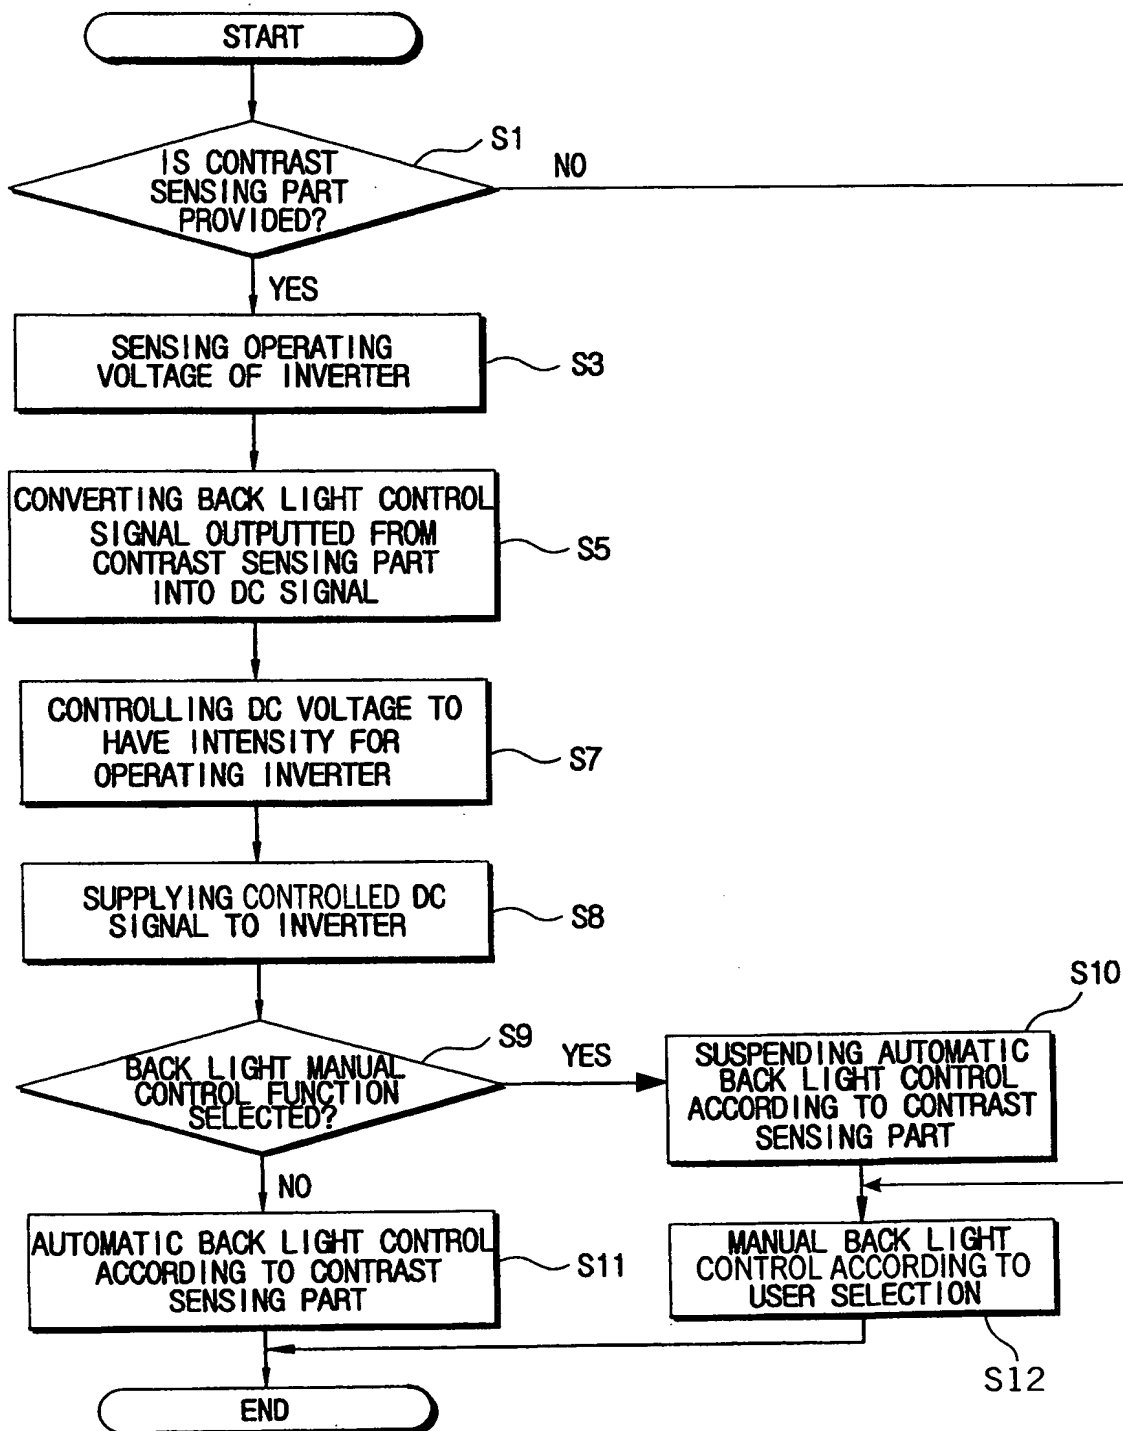 START
S1
IS CONTRAST
SENSING PART
PROVIDED?
NO
YES
SENSING OPERATING
VOLTAGE OF INVERTER
S3
CONVERTING BACK LIGHT CONTROL
SIGNAL OUTPUTTED FROM
CONTRAST SENSING PART
INTO DC SIGNAL
S5
CONTROLLING DC VOLTAGE TO
HAVE INTENSITY FOR
OPERATING INVERTER
S7
SUPPLYING CONTROLLED DC
SIGNAL TO INVERTER
S8
S9
BACK LIGHT MANUAL
CONTROL FUNCTION
SELECTED?
YES
S10
SUSPENDING AUTOMATIC
BACK LIGHT CONTROL
ACCORDING TO CONTRAST
SENSING PART
NO
AUTOMATIC BACK LIGHT CONTROL
ACCORDING TO CONTRAST
SENSING PART
S11
MANUAL BACK LIGHT
CONTROL ACCORDING TO
USER SELECTION
S12
END